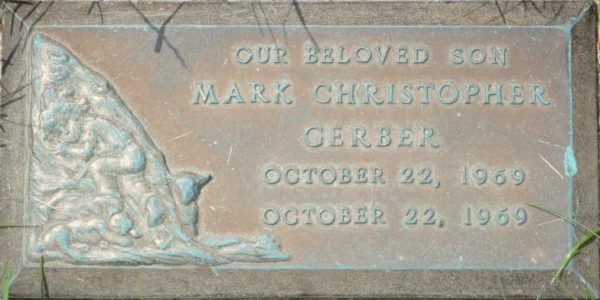 OUR BELOVED SON
MARK CHRISTOPHER
GERBER
OCTOBER 22, 1969
OCTOBER 22, 1969